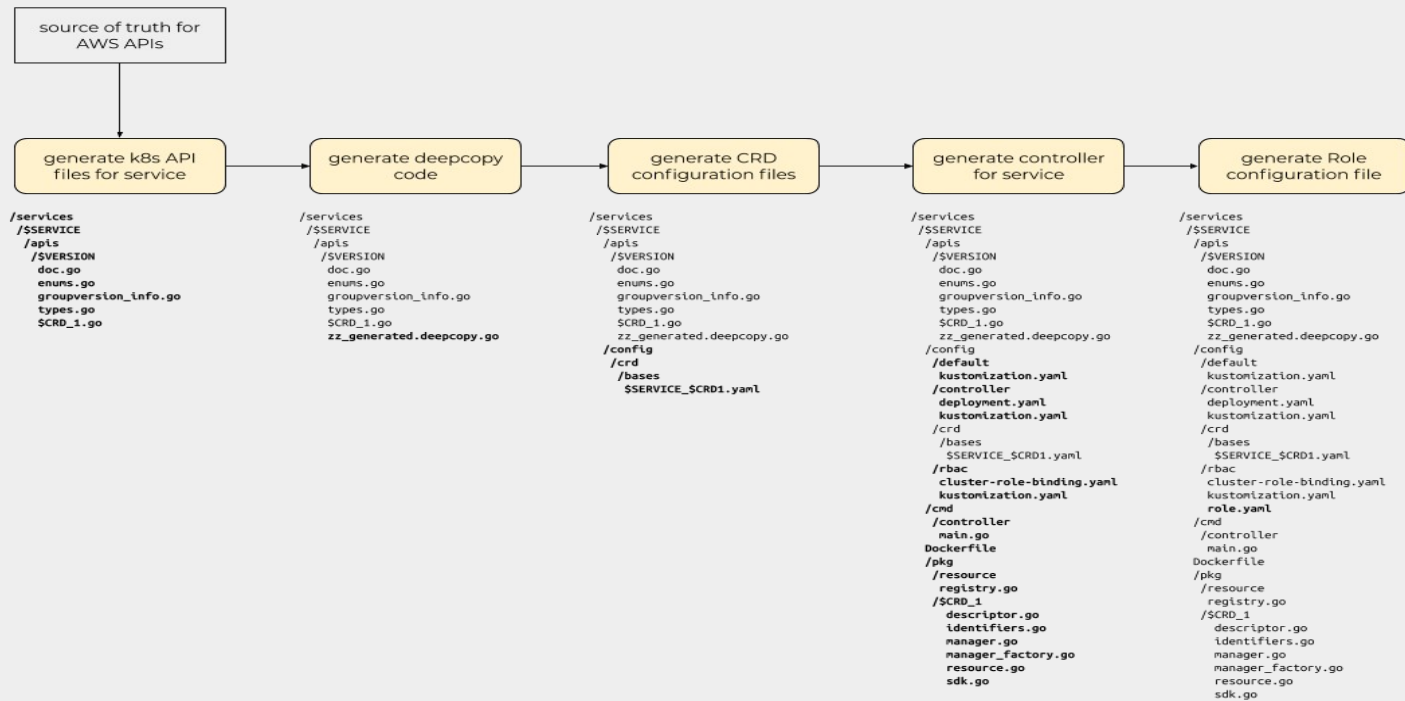 source of truth for
AWS APIs
generate k8s API
files for service
generate deepcopy
code
generate CRD
configuration files
generate controller
for service
generate Role
configuration file
/services
/$SERVICE
/apis
/$VERSION
doc.go
enums.go
groupversion_info.go
types.go
$CRD_1.go
/services
/$SERVICE
/apis
/$VERSION
doc.go
enums.go
groupversion_info.go
types.go
$CRD_1.go
zz_generated.deepcopy.go
/services
/$SERVICE
/apis
/$VERSION
doc.go
enums.go
groupversion_info.go
types.go
$CRD_1.go
zz_generated.deepcopy.go
/config
/crd
/bases
$SERVICE_$CRD1.yaml
/services
/$SERVICE
/apis
/$VERSION
doc.go
enums.go
groupversion_info.go
types.go
$CRD_1.go
zz_generated.deepcopy.go
/config
/default
kustomization.yaml
/controller
deployment.yaml
kustomization.yaml
/crd
/bases
$SERVICE_$CRD1.yaml
/rbac
cluster-role-binding.yaml
kustomization.yaml
/cmd
/controller
main.go
Dockerfile
/pkg
/resource
registry.go
/$CRD_1
descriptor.go
identifiers.go
manager.go
manager_factory.go
resource.go
sdk.go
/services
/$SERVICE
/apis
/$VERSION
doc.go
enums.go
groupversion_info.go
types.go
$CRD_1.go
zz_generated.deepcopy.go
/config
/default
kustomization.yaml
/controller
deployment.yaml
kustomization.yaml
/crd
/bases
$SERVICE_$CRD1.yaml
/rbac
cluster-role-binding.yaml
kustomization.yaml
role.yaml
/cmd
/controller
main.go
Dockerfile
/pkg
/resource
registry.go
/$CRD_1
descriptor.go
identifiers.go
manager.go
manager_factory.go
resource.go
sdk.go